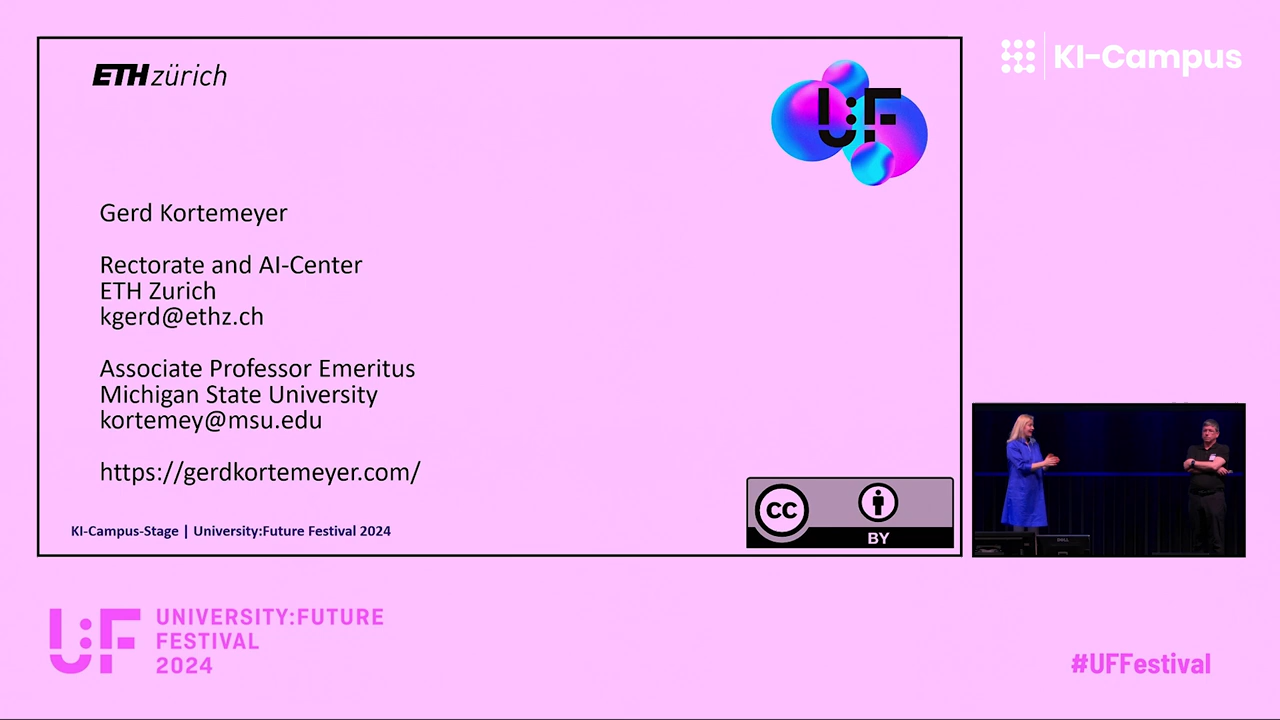 ETH zürich
U:F
KI-Campus
Gerd Kortemeyer
Rectorate and AI-Center
ETH Zurich
kgerd@ethz.ch
Associate Professor Emeritus
Michigan State University
kortemey@msu.edu
https://gerdkortemeyer.com/
KI-Campus-Stage | University:Future Festival 2024
CC
BY
DELL
U:F
UNIVERSITY:FUTURE
FESTIVAL
2024
#UFFestival